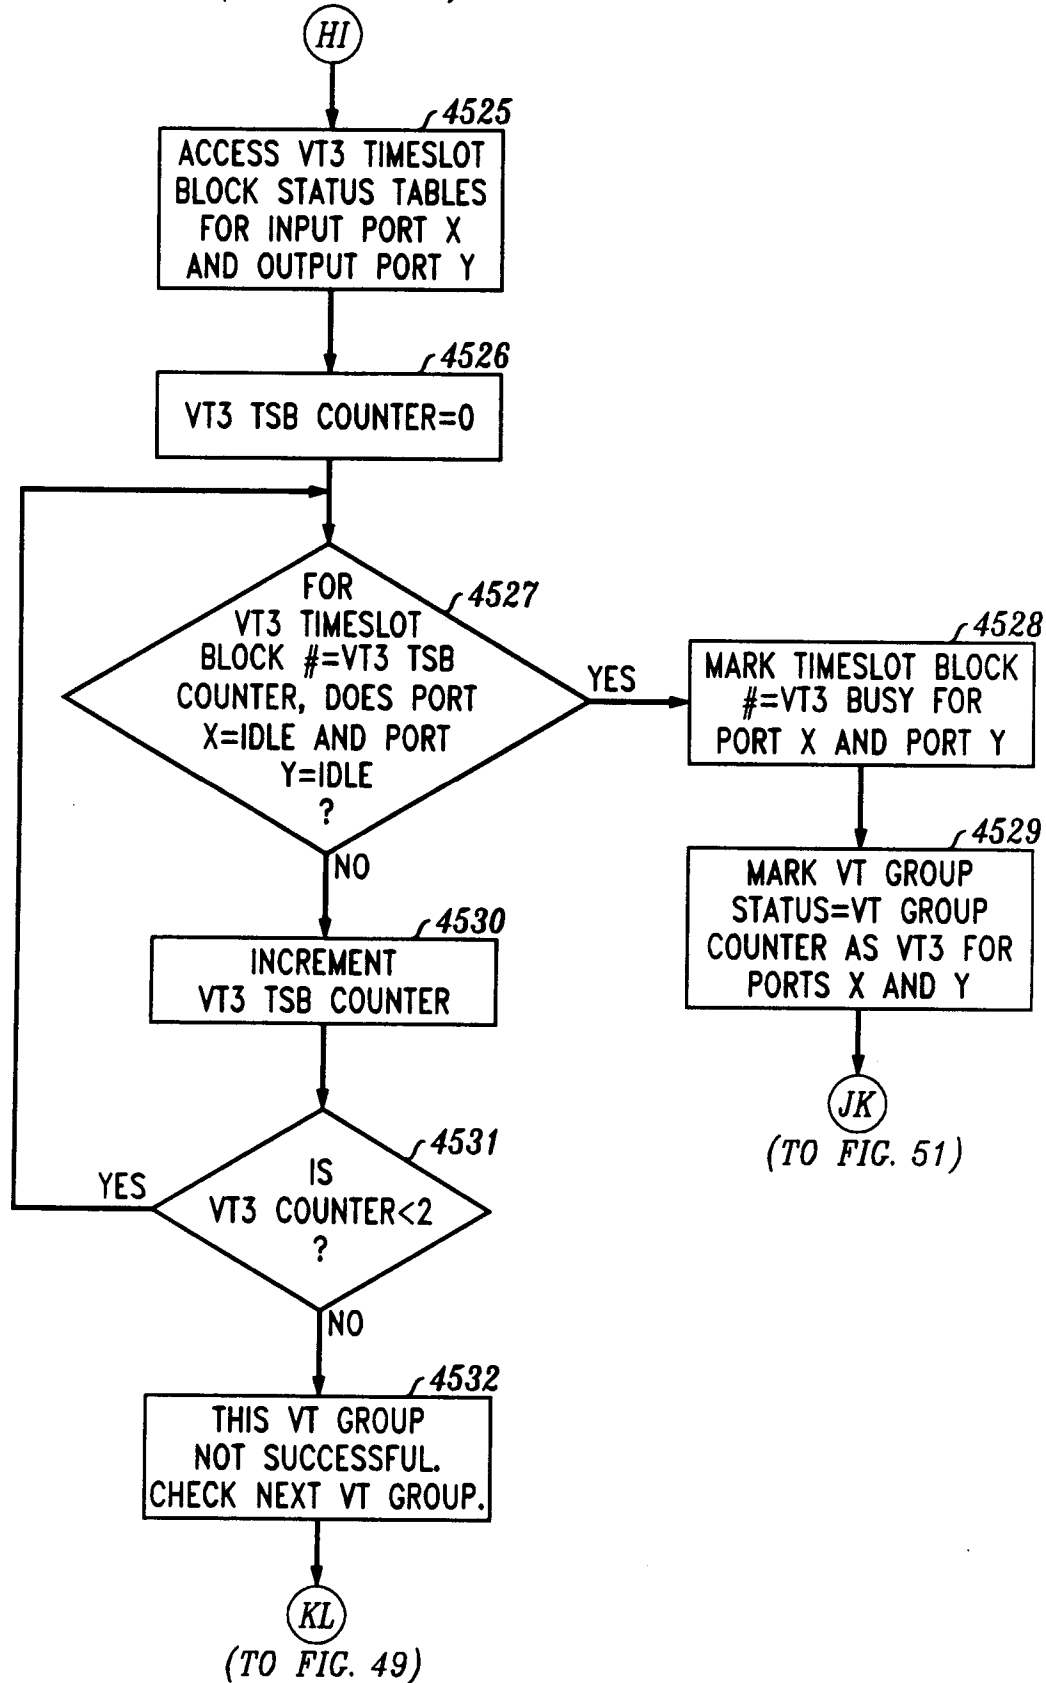 HI
4525
ACCESS VT3 TIMESLOT
BLOCK STATUS TABLES
FOR INPUT PORT X
AND OUTPUT PORT Y
4526
VT3 TSB COUNTER=0
4527
FOR
VT3 TIMESLOT
BLOCK #=VT3 TSB
COUNTER, DOES PORT
X=IDLE AND PORT
Y=IDLE
?
YES
NO
4528
MARK TIMESLOT BLOCK
#=VT3 BUSY FOR
PORT X AND PORT Y
4529
MARK VT GROUP
STATUS=VT GROUP
COUNTER AS VT3 FOR
PORTS X AND Y
JK
(TO FIG. 51)
4530
INCREMENT
VT3 TSB COUNTER
4531
IS
VT3 COUNTER<2
?
YES
NO
4532
THIS VT GROUP
NOT SUCCESSFUL.
CHECK NEXT VT GROUP.
KL
(TO FIG. 49)